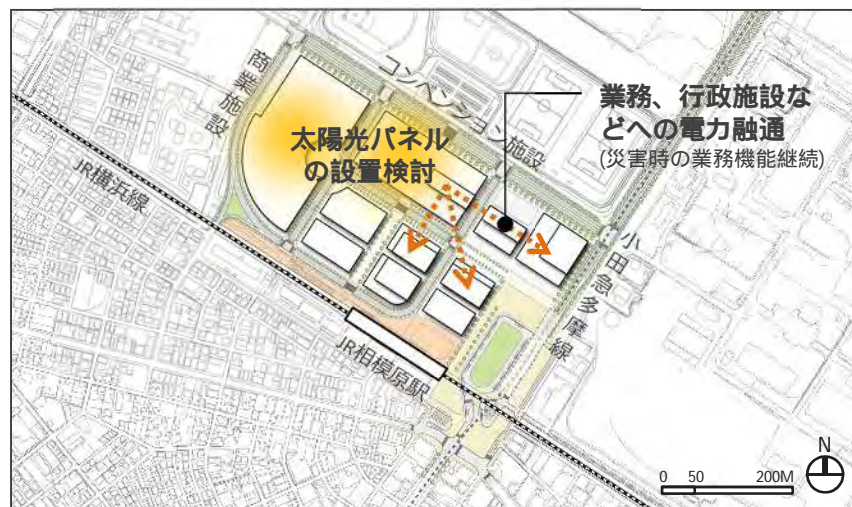 商業施設
コンベンション施設
太陽光パネル
の設置検討
業務、行政施設な
どへの電力融通
(災害時の業務機能継続)
JR横浜線
小田急多摩線
JR相模原駅
N
0 50 200M